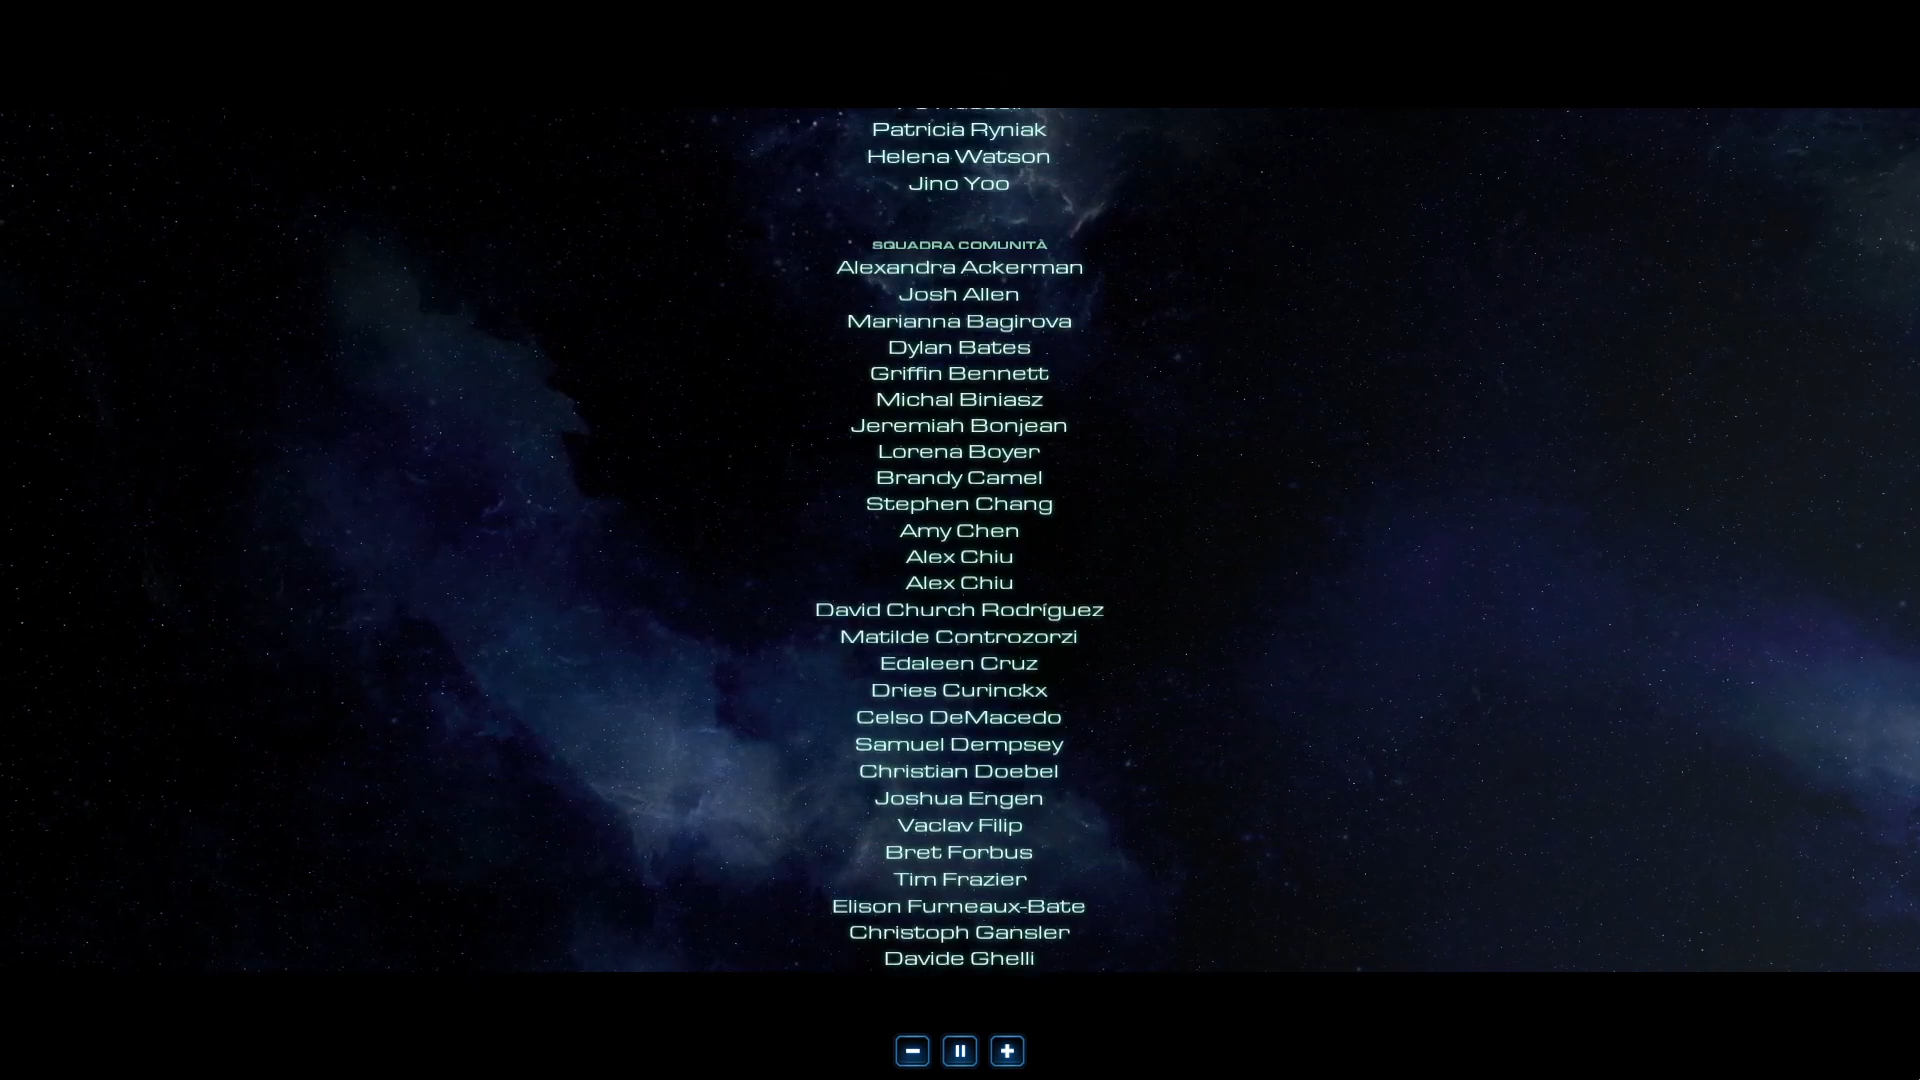 Patricia Ryniak
Helena Watson
Jino Yoo
SQUADRA COMUNITÀ
Alexandra Ackerman
Josh Allen
Marianna Bagirova
Dylan Bates
Griffin Bennett
Michal Biniasz
Jeremiah Bonjean
Lorena Boyer
Brandy Camel
Stephen Chang
Amy Chen
Alex Chiu
Alex Chiu
David Church Rodríguez
Matilde Controzorzi
Edaleen Cruz
Dries Curinckx
Celso DeMacedo
Samuel Dempsey
Christian Doebel
Joshua Engen
Vaclav Filip
Bret Forbus
Tim Frazier
Elison Furneaux-Bate
Christoph Gansler
Davide Ghelli